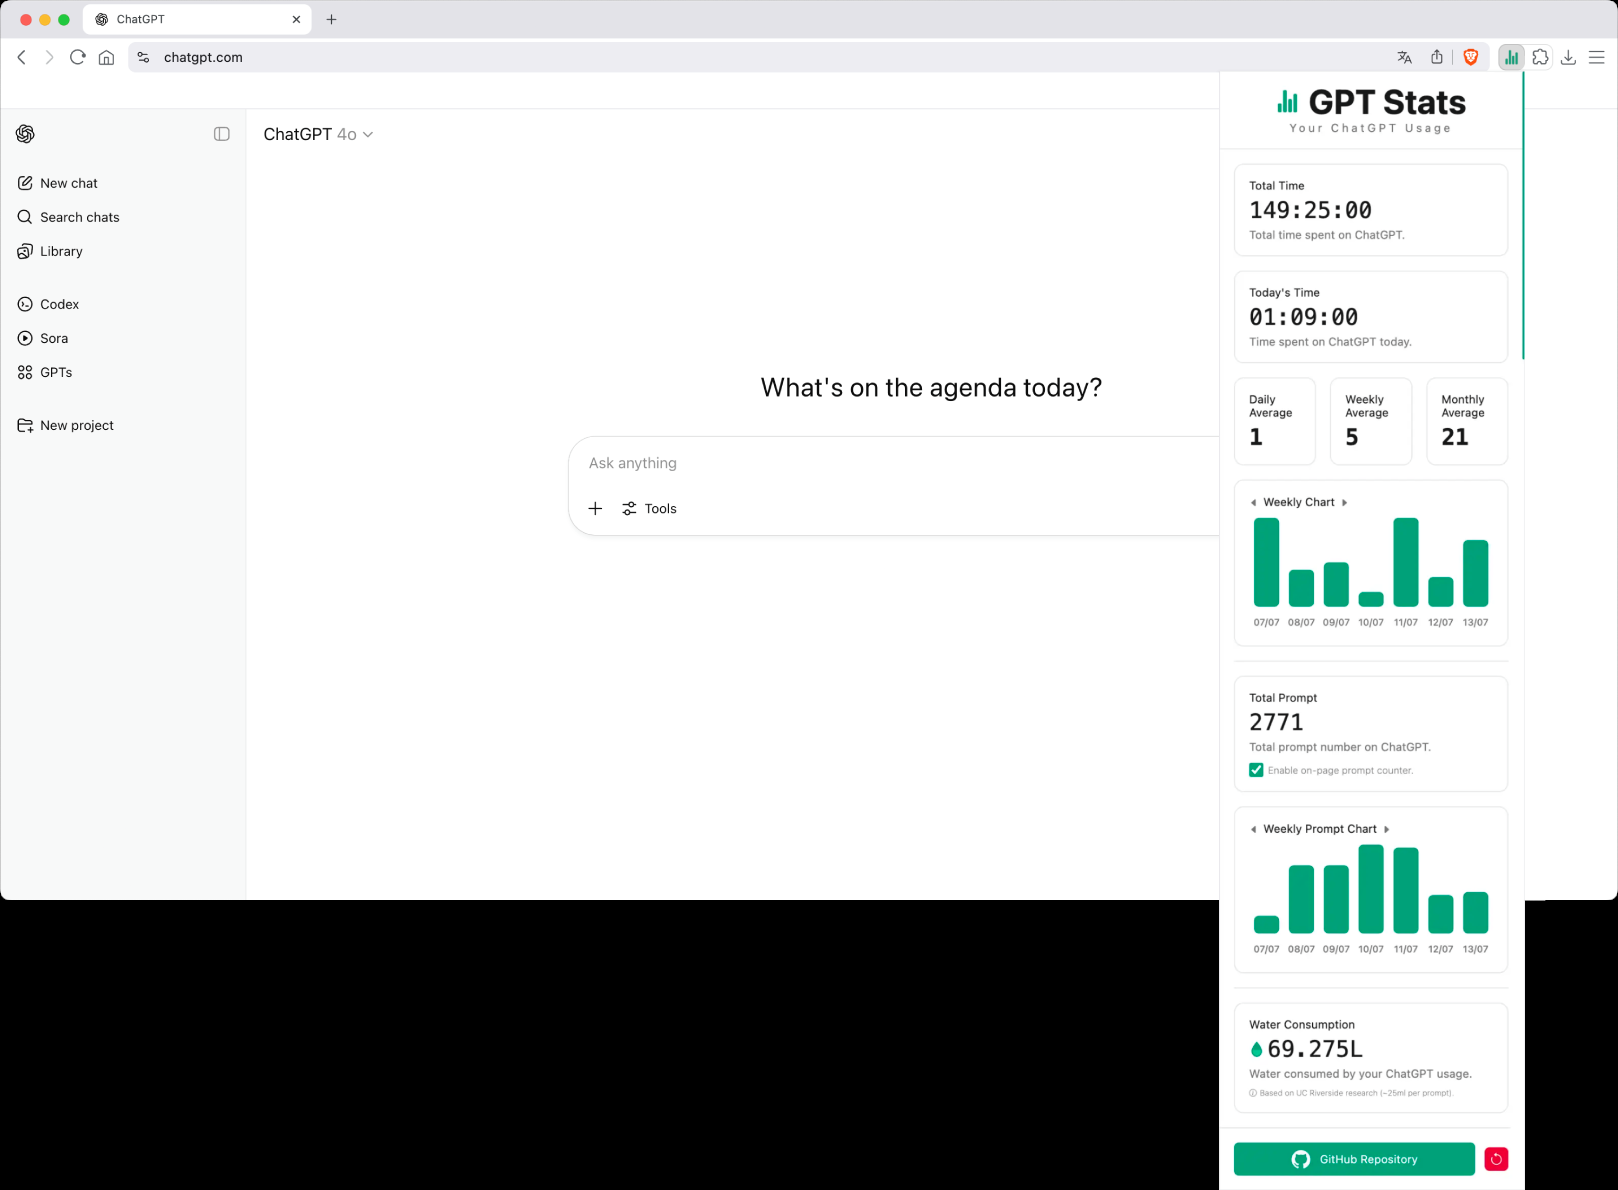 ChatGPT
chatgpt.com
ChatGPT 4o
New chat
Search chats
Library
Codex
Sora
GPTs
New project
What's on the agenda today?
Ask anything
Tools
GPT Stats
Your ChatGPT Usage
Total Time
149:25:00
Total time spent on ChatGPT.
Today's Time
01:09:00
Time spent on ChatGPT today.
Daily
Average
1
Weekly
Average
5
Monthly
Average
21
Weekly Chart
07/07 08/07 09/07 10/07 11/07 12/07 13/07
Total Prompt
2771
Total prompt number on ChatGPT.
Enable on-page prompt counter.
Weekly Prompt Chart
07/07 08/07 09/07 10/07 11/07 12/07 13/07
Water Consumption
69.275L
Water consumed by your ChatGPT usage.
Based on UC Riverside research (~25ml per prompt).
GitHub Repository